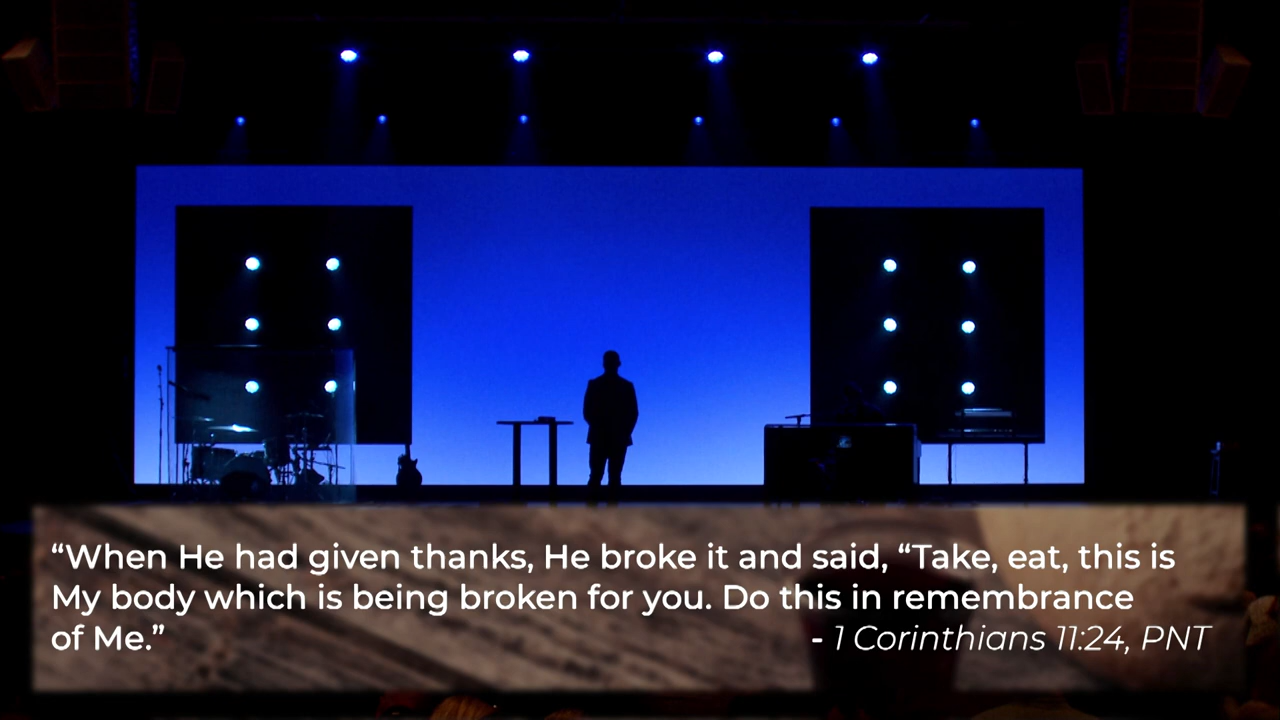 “When He had given thanks, He broke it and said, “Take, eat, this is
My body which is being broken for you. Do this in remembrance
of Me.”
- 1 Corinthians 11:24, PNT